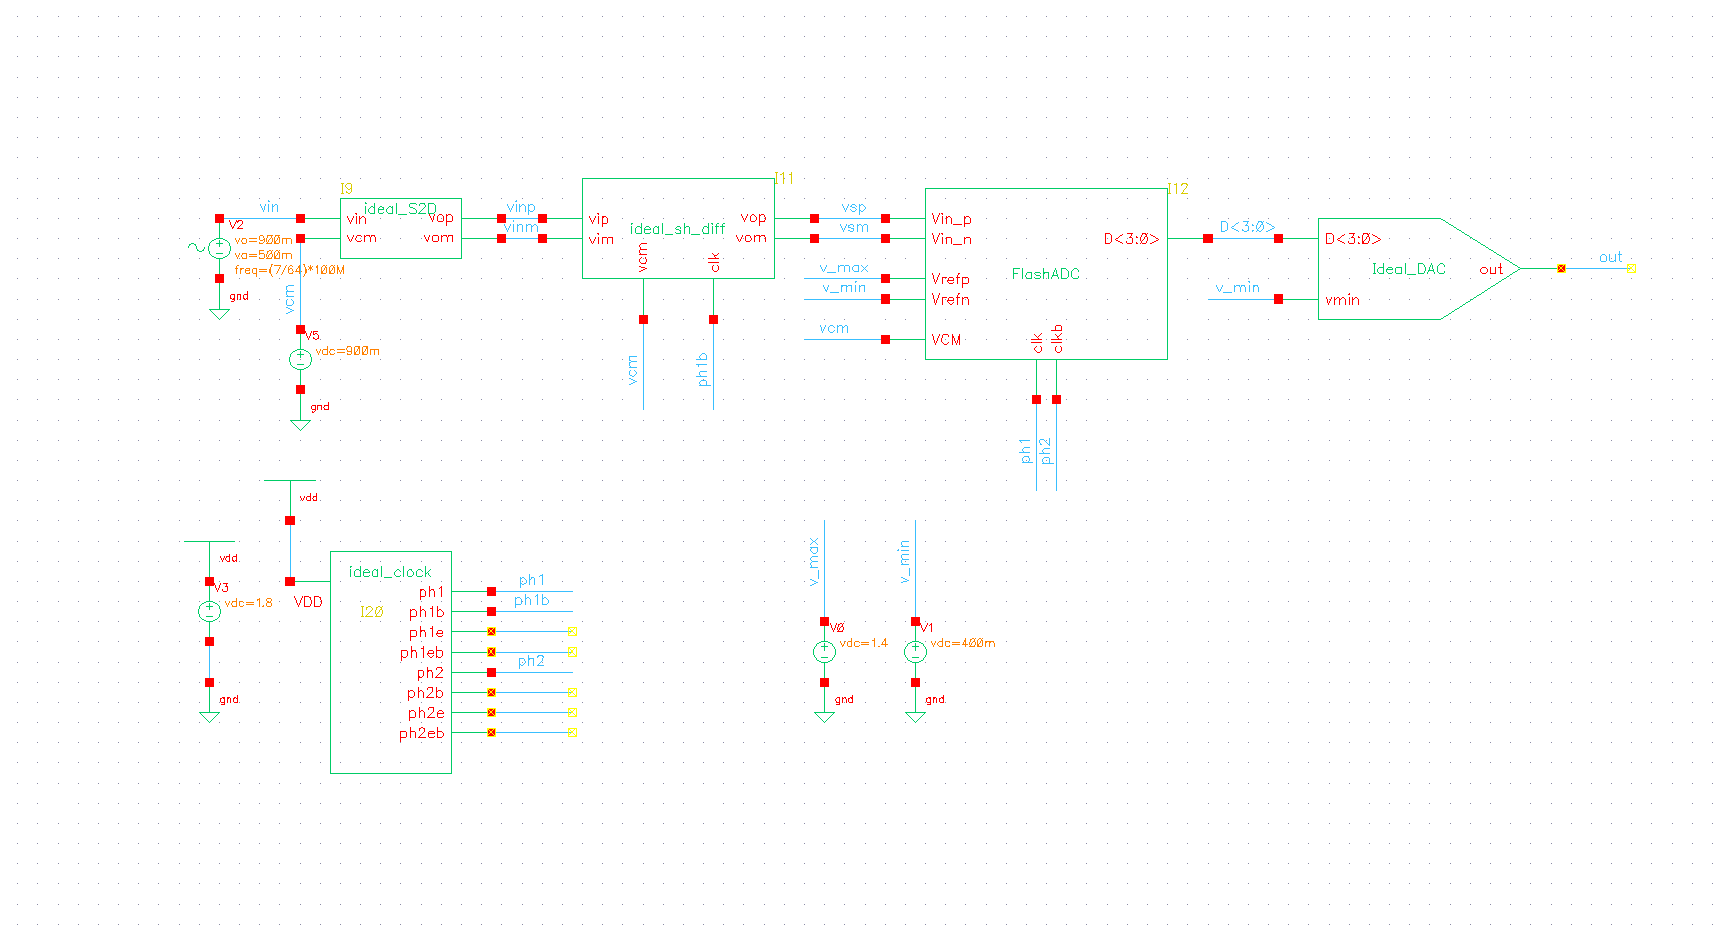 I9
ideal_S2D
vin
vin
vop
vcm
vom
vinp
vinm
V2
vo=900m
va=500m
freq=(7/64)*100M
gnd
vcm
V5
vdc=900m
gnd
I11
vip
vop
ideal_sh_diff
vim
vom
vcm
clk
vcm
ph1b
vsp
vsm
v_max
v_min
vcm
I12
Vin_p
Vin_n
D<3:0>
Vrefp
FlashADC
Vrefn
VCM
clk
clkb
ph1
ph2
D<3:0>
v_min
D<3:0>
Ideal_DAC
out
vmin
out
vdd
vdd
V3
vdc=1.8
gnd
VDD
ideal_clock
I20
ph1
ph1b
ph1e
ph1eb
ph2
ph2b
ph2e
ph2eb
ph1
ph1b
ph2
v_max
V0
vdc=1.4
gnd
v_min
V1
vdc=400m
gnd